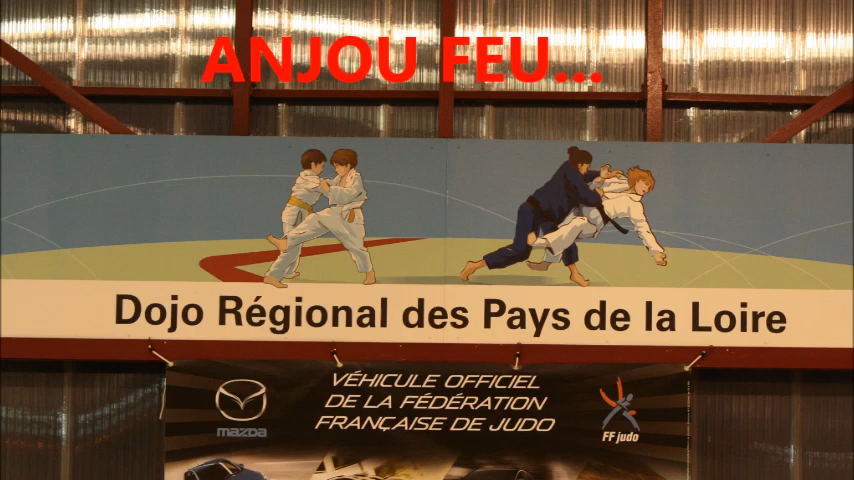 ANJOU FEU...
Dojo Régional des Pays de la Loire
VÉHICULE OFFICIEL
DE LA FÉDÉRATION
FRANÇAISE DE JUDO
mazda
FF judo